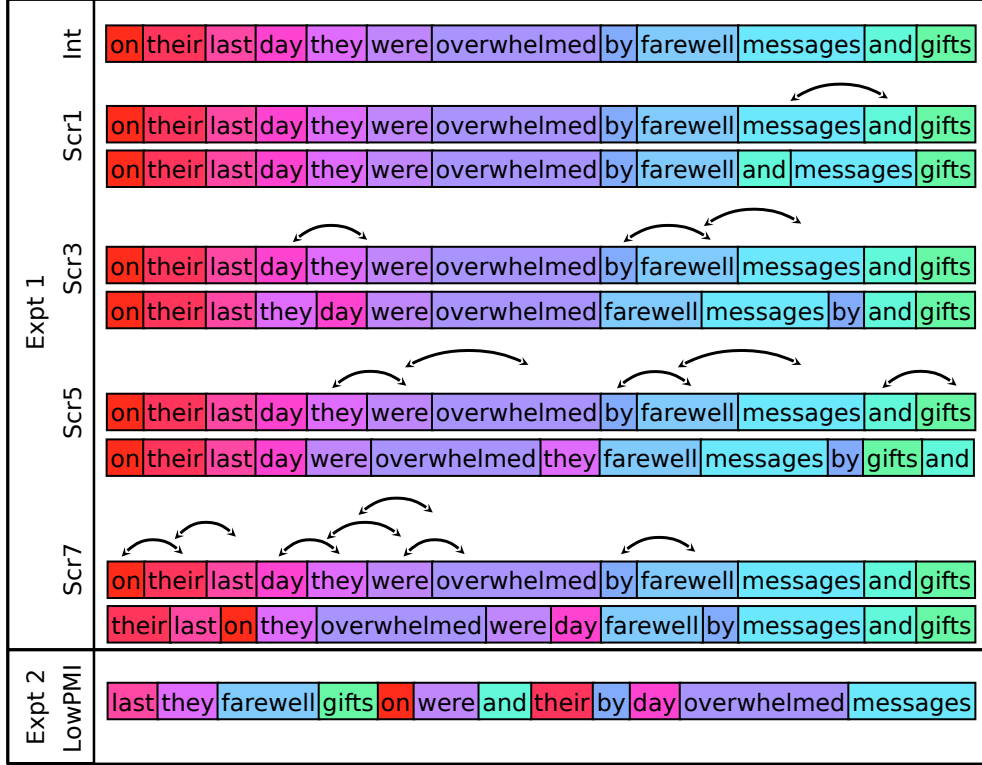 Expt 1
Int
on their last day they were overwhelmed by farewell messages and gifts
Scr1
on their last day they were overwhelmed by farewell messages and gifts
on their last day they were overwhelmed by farewell and messages gifts
Scr3
on their last day they were overwhelmed by farewell messages and gifts
on their last they day were overwhelmed farewell messages by and gifts
Scr5
on their last day they were overwhelmed by farewell messages and gifts
on their last day were overwhelmed they farewell messages by gifts and
Scr7
on their last day they were overwhelmed by farewell messages and gifts
their last on they overwhelmed were day farewell by messages and gifts
Expt 2
LowPMI
last they farewell gifts on were and their by day overwhelmed messages